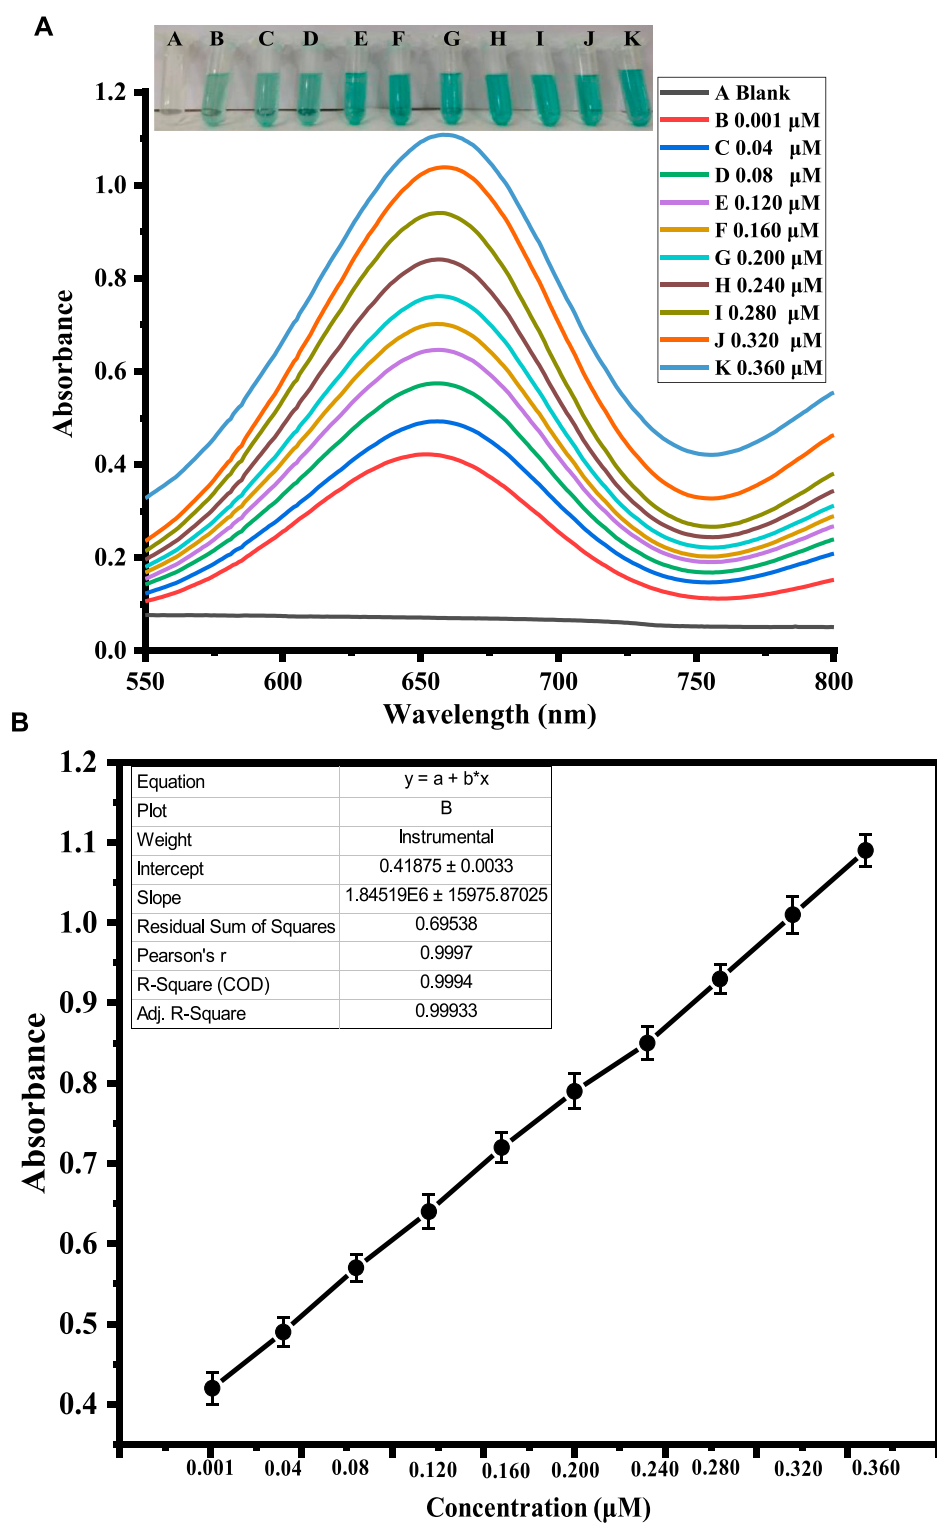 A
A B C D E F G H I J K
A Blank
B 0.001 µM
C 0.04 µM
D 0.08 µM
E 0.120 µM
F 0.160 µM
G 0.200 µM
H 0.240 µM
I 0.280 µM
J 0.320 µM
K 0.360 µM
1.2
1.0
0.8
0.6
0.4
0.2
0.0
Absorbance
550 600 650 700 750 800
Wavelength (nm)
B
Equation y = a + b*x
Plot B
Weight Instrumental
Intercept 0.41875 ± 0.0033
Slope 1.84519E6 ± 15975.87025
Residual Sum of Squares 0.69538
Pearson's r 0.9997
R-Square (COD) 0.9994
Adj. R-Square 0.99933
1.2
1.1
1.0
0.9
0.8
0.7
0.6
0.5
0.4
Absorbance
0.001 0.04 0.08 0.120 0.160 0.200 0.240 0.280 0.320 0.360
Concentration (µM)